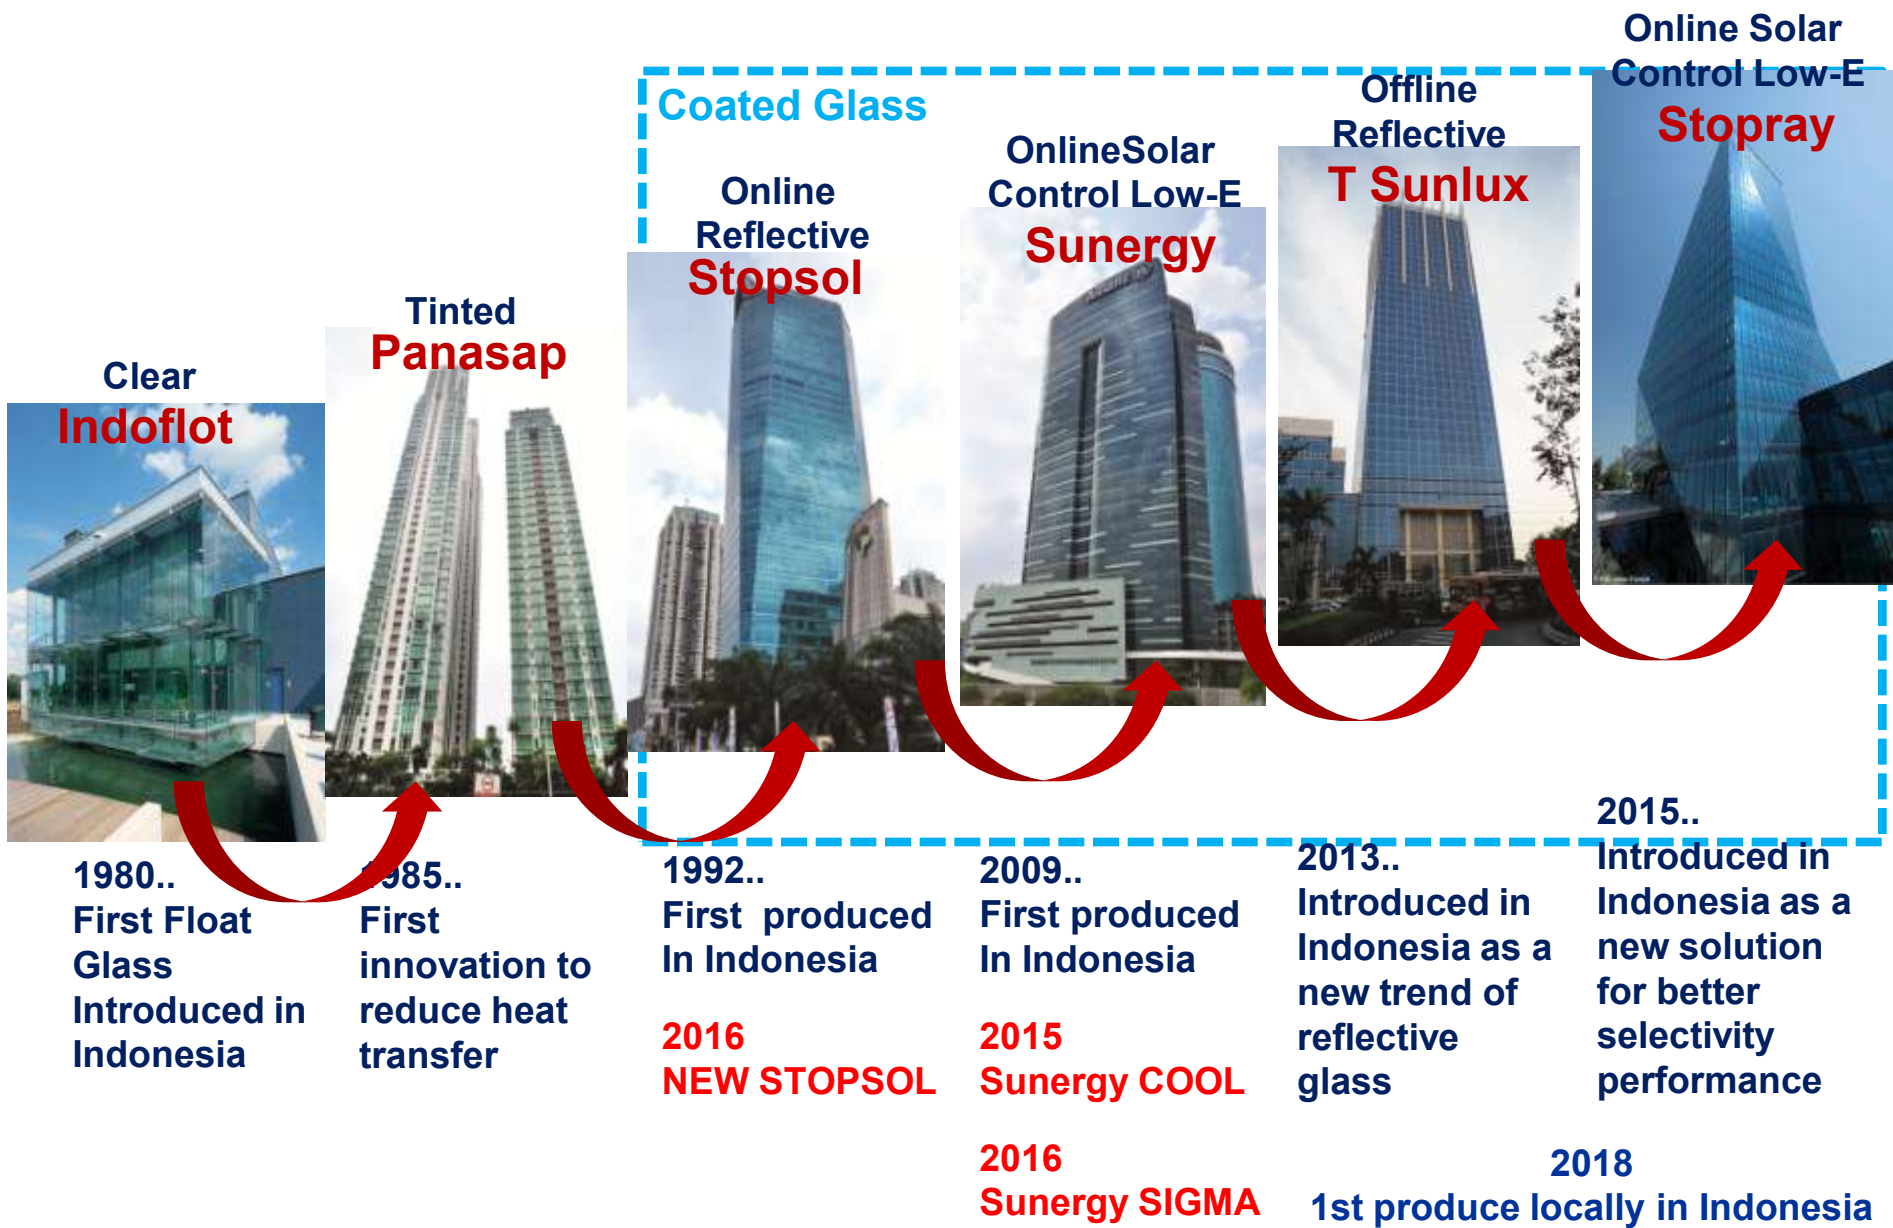 Clear
Indoflot
1980..
First Float
Glass
Introduced in
Indonesia
Tinted
Panasap
1985..
First
innovation to
reduce heat
transfer
Coated Glass
Online
Reflective
Stopsol
1992..
First  produced
In Indonesia
2016
NEW STOPSOL
OnlineSolar
Control Low-E
Sunergy
2009..
First produced
In Indonesia
2015
Sunergy COOL
2016
Sunergy SIGMA
Offline
Reflective
T Sunlux
2013..
Introduced in
Indonesia as a
new trend of
reflective
glass
Online Solar
Control Low-E
Stopray
2015..
Introduced in
Indonesia as a
new solution
for better
selectivity
performance
2018
1st produce locally in Indonesia